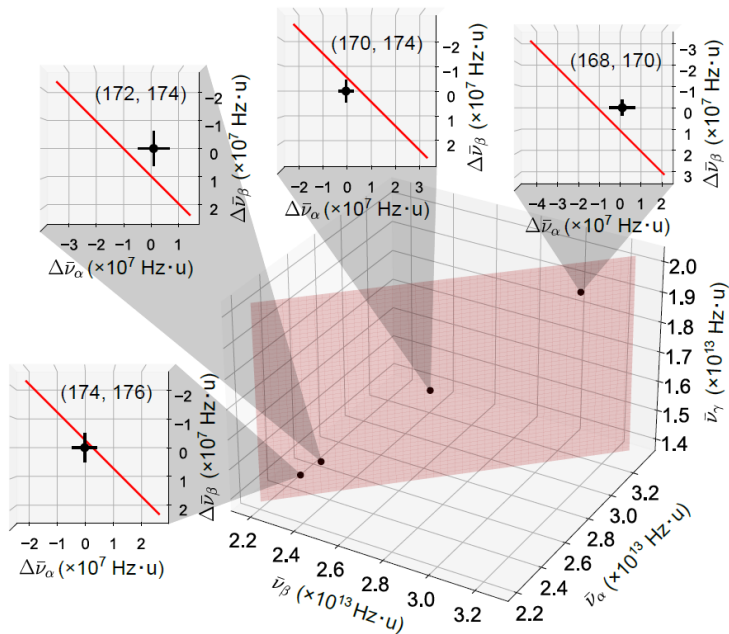 (172, 174)
−2
−1
0
1
2
Δν̄β (×10⁷ Hz·u)
−3 −2 −1 0 1
Δν̄α (×10⁷ Hz·u)
(170, 174)
−2
−1
0
1
2
Δν̄β (×10⁷ Hz·u)
−1 0 1 2 3
Δν̄α (×10⁷ Hz·u)
(168, 170)
−3
−2
−1
0
1
2
3
Δν̄β (×10⁷ Hz·u)
−4 −3 −2 −1 0 1 2
Δν̄α (×10⁷ Hz·u)
(174, 176)
−2
−1
0
1
2
Δν̄β (×10⁷ Hz·u)
−2 −1 0 1 2
Δν̄α (×10⁷ Hz·u)
2.0
1.9
1.8
1.7
1.6
1.5
1.4
ν̄γ (×10¹³ Hz·u)
3.2
3.0
2.8
2.6
2.4
2.2
ν̄α (×10¹³ Hz·u)
2.2 2.4 2.6 2.8 3.0 3.2
ν̄β (×10¹³Hz·u)